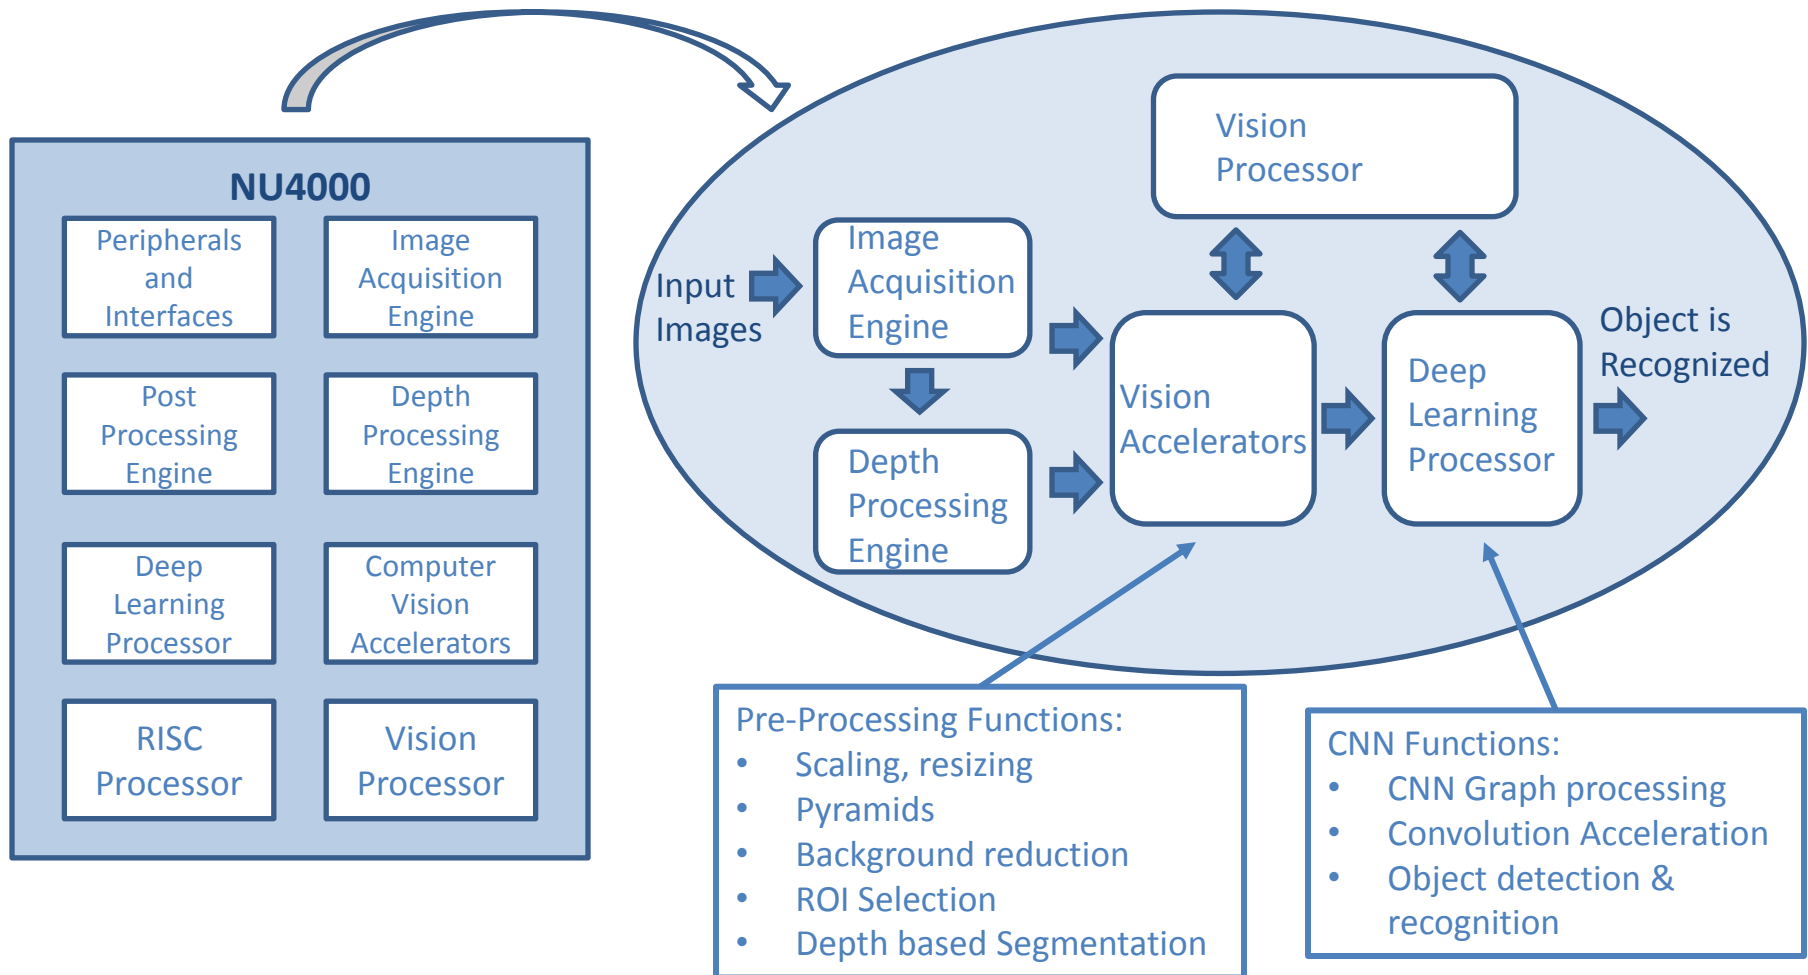 NU4000
Peripherals
and
Interfaces
Image
Acquisition
Engine
Post
Processing
Engine
Depth
Processing
Engine
Deep
Learning
Processor
Computer
Vision
Accelerators
RISC
Processor
Vision
Processor
Input
Images
Image
Acquisition
Engine
Depth
Processing
Engine
Vision
Processor
Vision
Accelerators
Deep
Learning
Processor
Object is
Recognized
Pre-Processing Functions:
• Scaling, resizing
• Pyramids
• Background reduction
• ROI Selection
• Depth based Segmentation
CNN Functions:
• CNN Graph processing
• Convolution Acceleration
• Object detection &
recognition